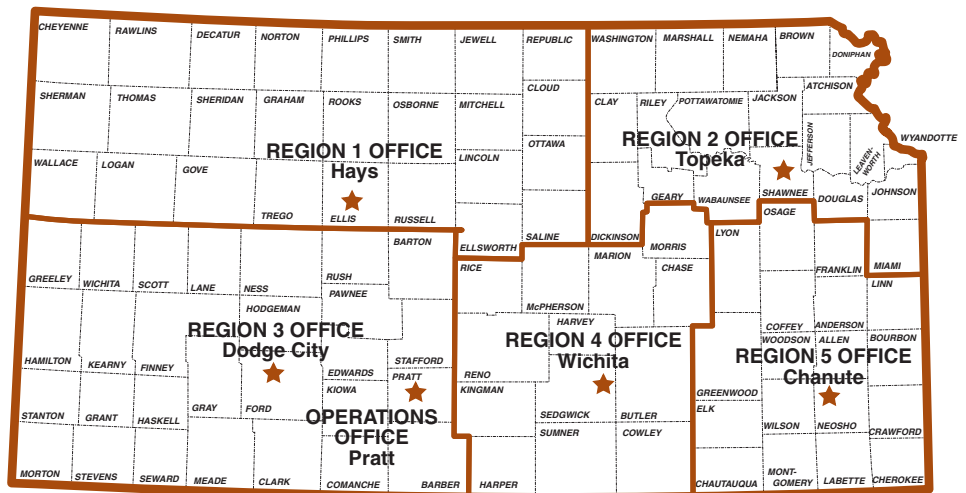 CHEYENNE
RAWLINS
DECATUR
NORTON
PHILLIPS
SMITH
JEWELL
REPUBLIC
WASHINGTON
MARSHALL
NEMAHA
BROWN
DONIPHAN
SHERMAN
THOMAS
SHERIDAN
GRAHAM
ROOKS
OSBORNE
MITCHELL
CLOUD
CLAY
RILEY
POTTAWATOMIE
JACKSON
ATCHISON
REGION 1 OFFICE
Hays
REGION 2 OFFICE
Topeka
JEFFERSON
LEAVEN-
WORTH
WYANDOTTE
WALLACE
LOGAN
GOVE
TREGO
ELLIS
RUSSELL
LINCOLN
OTTAWA
ELLSWORTH
SALINE
DICKINSON
GEARY
WABAUNSEE
SHAWNEE
DOUGLAS
JOHNSON
GREELEY
WICHITA
SCOTT
LANE
NESS
RUSH
BARTON
RICE
McPHERSON
MARION
MORRIS
CHASE
LYON
OSAGE
FRANKLIN
MIAMI
HODGEMAN
PAWNEE
REGION 3 OFFICE
Dodge City
HARVEY
REGION 4 OFFICE
Wichita
COFFEY
ANDERSON
LINN
WOODSON
ALLEN
BOURBON
REGION 5 OFFICE
Chanute
HAMILTON
KEARNY
FINNEY
EDWARDS
STAFFORD
KIOWA
PRATT
RENO
KINGMAN
GREENWOOD
ELK
STANTON
GRANT
HASKELL
GRAY
FORD
OPERATIONS
OFFICE
Pratt
SEDGWICK
BUTLER
SUMNER
COWLEY
WILSON
NEOSHO
CRAWFORD
MORTON
STEVENS
SEWARD
MEADE
CLARK
COMANCHE
BARBER
HARPER
CHAUTAUQUA
MONT-
GOMERY
LABETTE
CHEROKEE